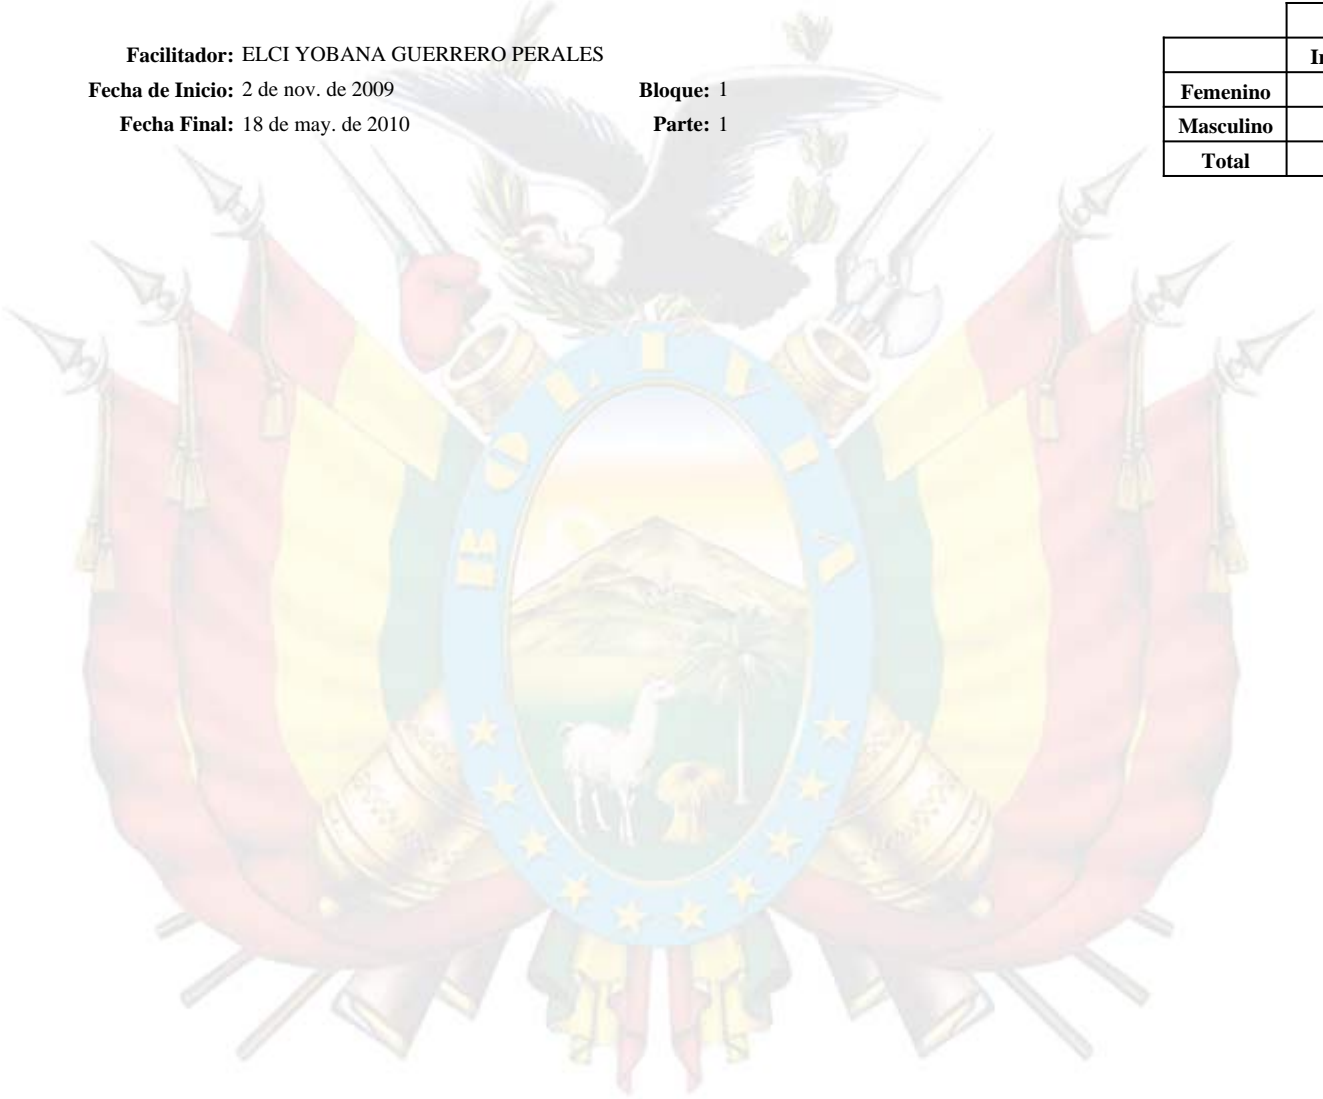 Facilitador: ELCI YOBANA GUERRERO PERALES
Fecha de Inicio: 2 de nov. de 2009 Bloque: 1
Fecha Final: 18 de may. de 2010 Parte: 1
Femenino
Masculino
Total
BOLIVIA